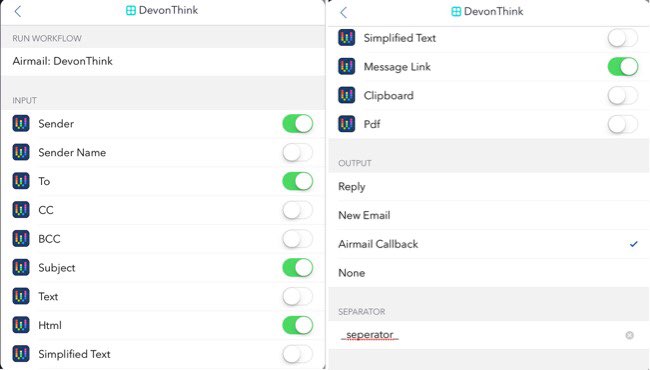 DevonThink
RUN WORKFLOW
Airmail: DevonThink
INPUT
Sender
Sender Name
To
CC
BCC
Subject
Text
Html
Simplified Text
DevonThink
Simplified Text
Message Link
Clipboard
Pdf
OUTPUT
Reply
New Email
Airmail Callback
None
SEPARATOR
__seperator__